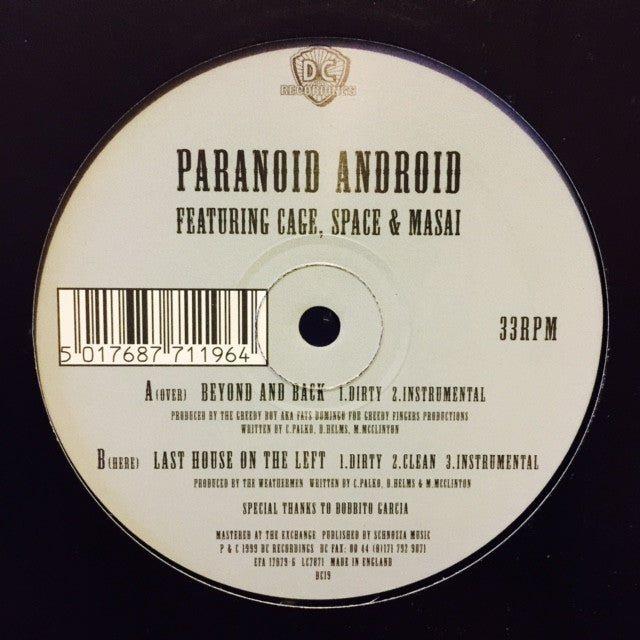 DC
RECORDINGS
PARANOID ANDROID
FEATURING CAGE, SPACE & MASAI
5 017687 711964
33RPM
A (OVER) BEYOND AND BACK 1.DIRTY 2.INSTRUMENTAL
PRODUCED BY THE GREEDY BOY AKA FATS DOMINGO FOR GREEDY FINGERS PRODUCTIONS
WRITTEN BY C.PALKO, D.HELMS, M.MCCLINTON
B (HERE) LAST HOUSE ON THE LEFT 1.DIRTY 2.CLEAN 3.INSTRUMENTAL
PRODUCED BY THE WEATHERMEN WRITTEN BY C.PALKO, D.HELMS & M.MCCLINTON
SPECIAL THANKS TO BOBBITO GARCIA
MASTERED AT THE EXCHANGE PUBLISHED BY SCHNOZZA MUSIC
P & C 1999 DC RECORDINGS DC FAX: 00 44 (0)171 792 9871
EFA 17079-6 LC7871 MADE IN ENGLAND
DC19